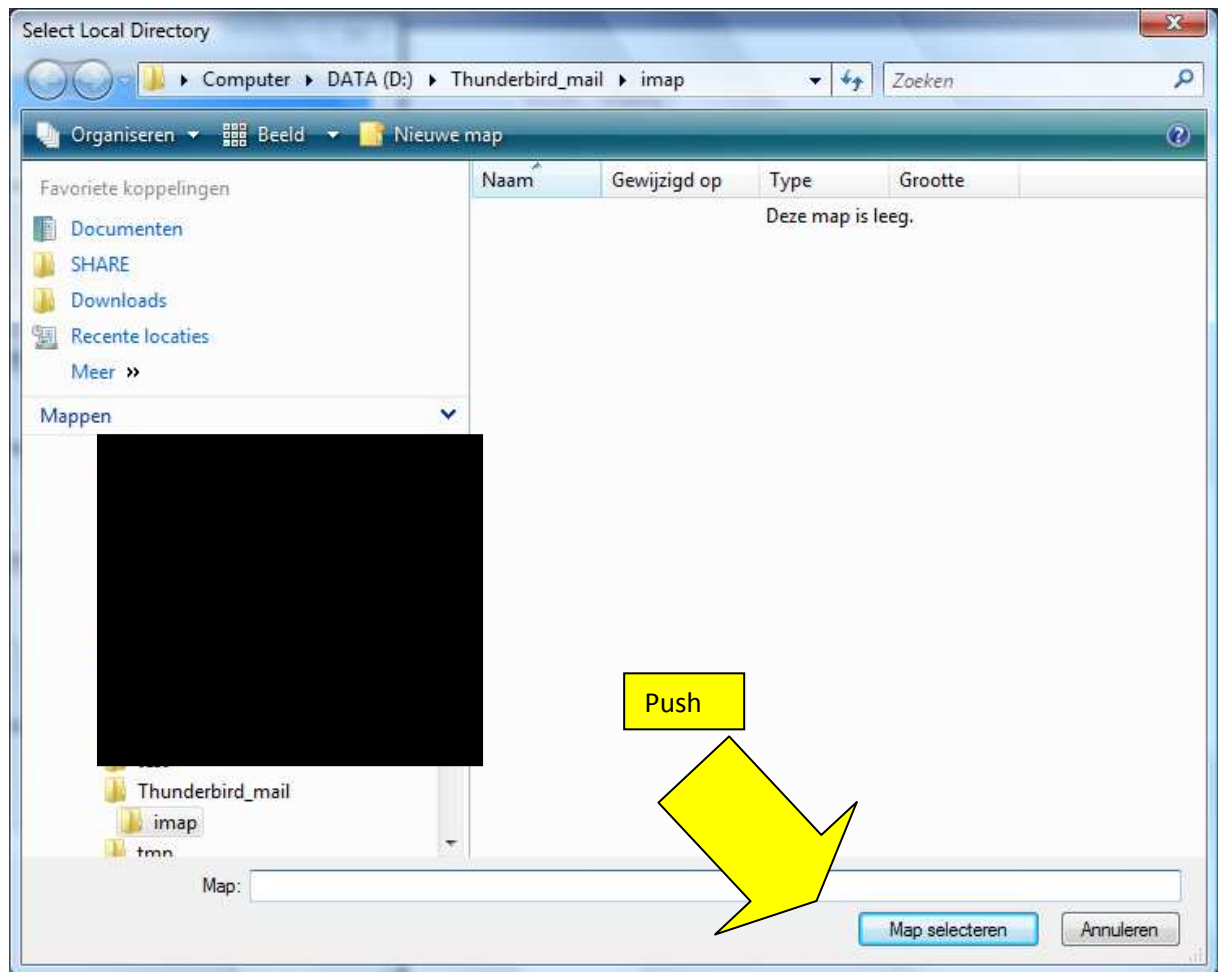 Select Local Directory
Computer ▸ DATA (D:) ▸ Thunderbird_mail ▸ imap
Zoeken
Organiseren
Beeld
Nieuwe map
Favoriete koppelingen
Naam
Gewijzigd op
Type
Grootte
Deze map is leeg.
Documenten
SHARE
Downloads
Recente locaties
Meer »
Mappen
Push
Thunderbird_mail
imap
tmp
Map:
Map selecteren
Annuleren